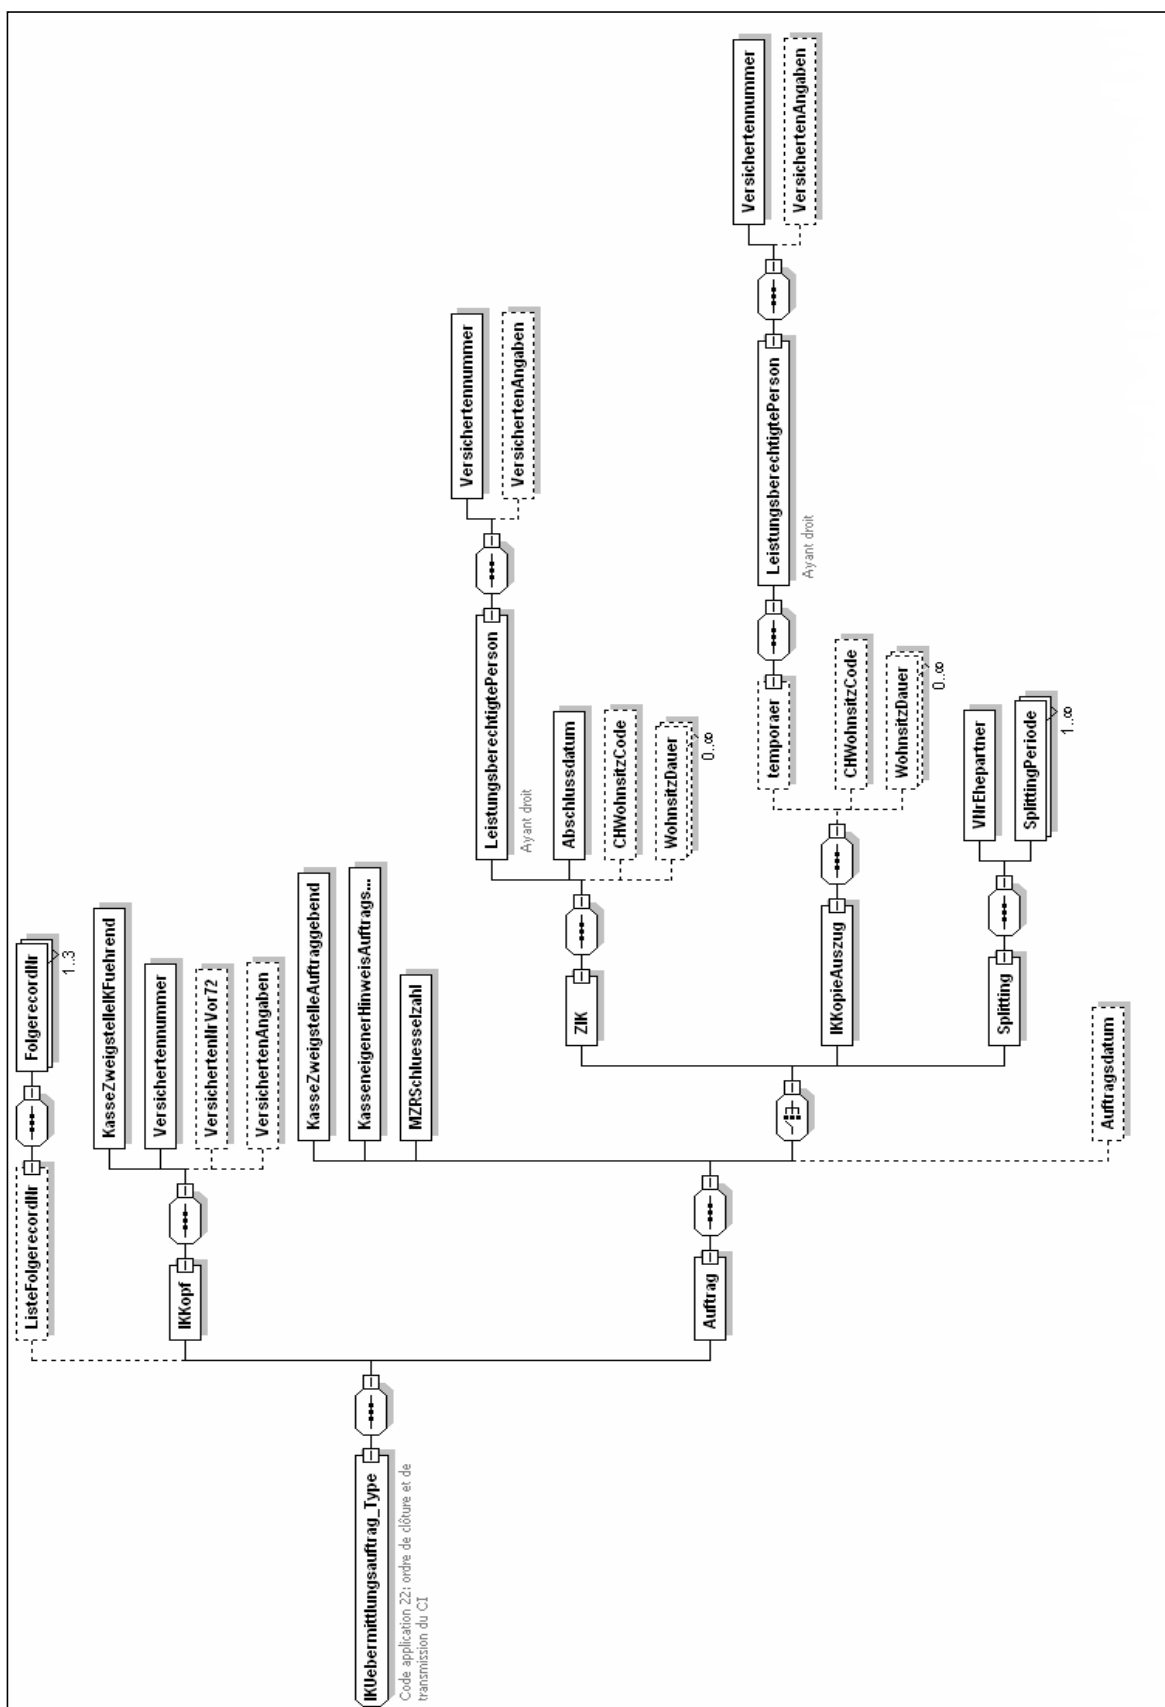 IKUebermittlungsauftrag_Type
Code application 22: ordre de clôture et de
transmission du CI
ListeFolgerecordNr
FolgerecordNr
1..3
IKKopf
KasseZweigstelleIKFuehrend
Versichertennummer
VersichertenNrVor72
VersichertenAngaben
Auftrag
KasseZweigstelleAuftraggebend
KasseneigenerHinweisAuftrags...
MZRSchluesselzahl
ZIK
LeistungsberechtigtePerson
Ayant droit
Versichertennummer
VersichertenAngaben
Abschlussdatum
CHWohnsitzCode
WohnsitzDauer
0..∞
IKKopieAuszug
temporaer
LeistungsberechtigtePerson
Ayant droit
Versichertennummer
VersichertenAngaben
CHWohnsitzCode
WohnsitzDauer
0..∞
Splitting
VNrEhepartner
SplittingPeriode
1..∞
Auftragsdatum